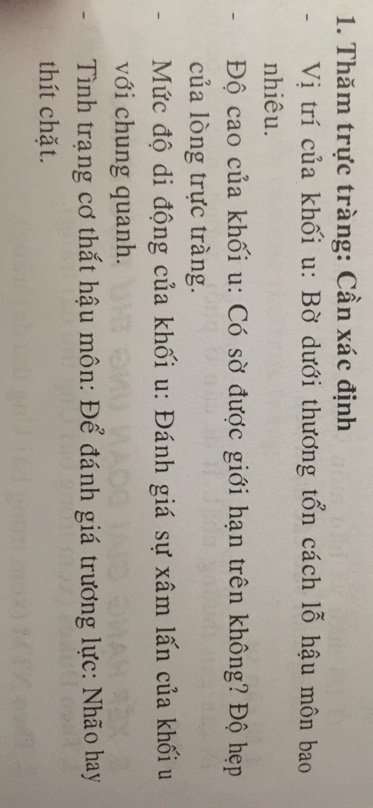 1. Thăm trực tràng: Cần xác định
- Vị trí của khối u: Bờ dưới thương tổn cách lỗ hậu môn bao
nhiêu.
- Độ cao của khối u: Có sờ được giới hạn trên không? Độ hẹp
của lòng trực tràng.
- Mức độ di động của khối u: Đánh giá sự xâm lấn của khối u
với chung quanh.
- Tình trạng cơ thất hậu môn: Để đánh giá trương lực: Nhão hay
thít chặt.